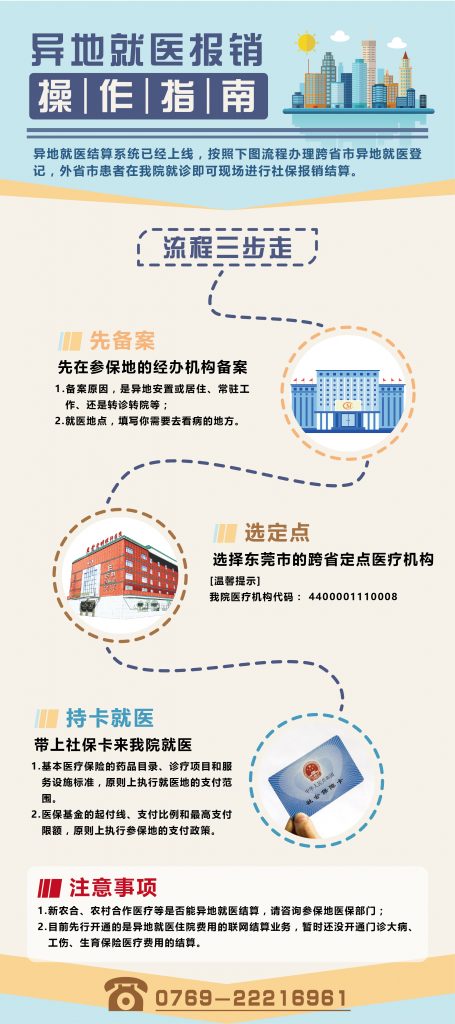 异地就医报销
操作指南
异地就医结算系统已经上线，按照下图流程办理跨省市异地就医登
记，外省市患者在我院就诊即可现场进行社保报销结算。
流程三步走
先备案
先在参保地的经办机构备案
1.备案原因，是异地安置或居住、常驻工
作、还是转诊转院等；
2.就医地点，填写你需要去看病的地方。
选定点
选择东莞市的跨省定点医疗机构
[温馨提示]
我院医疗机构代码： 4400001110008
持卡就医
带上社保卡来我院就医
1.基本医疗保险的药品目录、诊疗项目和服
务设施标准，原则上执行就医地的支付范
围。
2.医保基金的起付线、支付比例和最高支付
限额，原则上执行参保地的支付政策。
中华人民共和国
社会保障卡
注意事项
1.新农合、农村合作医疗等是否能异地就医结算，请咨询参保地医保部门；
2.目前先行开通的是异地就医住院费用的联网结算业务，暂时还没开通门诊大病、
工伤、生育保险医疗费用的结算。
0769-22216961